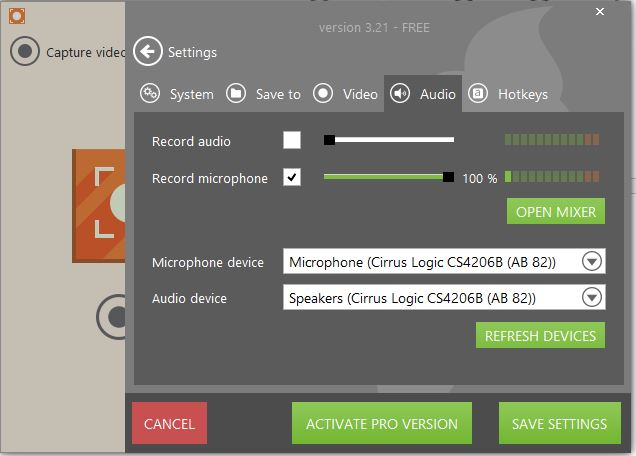 version 3.21 - FREE
Settings
Capture video
System Save to Video Audio Hotkeys
Record audio
Record microphone 100 %
OPEN MIXER
Microphone device Microphone (Cirrus Logic CS4206B (AB 82))
Audio device Speakers (Cirrus Logic CS4206B (AB 82))
REFRESH DEVICES
CANCEL ACTIVATE PRO VERSION SAVE SETTINGS